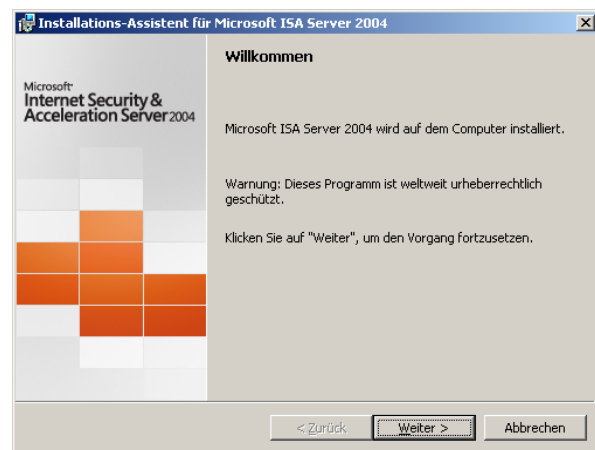 Installations-Assistent für Microsoft ISA Server 2004
Willkommen
Microsoft
Internet Security &
Acceleration Server 2004
Microsoft ISA Server 2004 wird auf dem Computer installiert.
Warnung: Dieses Programm ist weltweit urheberrechtlich
geschützt.
Klicken Sie auf "Weiter", um den Vorgang fortzusetzen.
< Zurück
Weiter >
Abbrechen